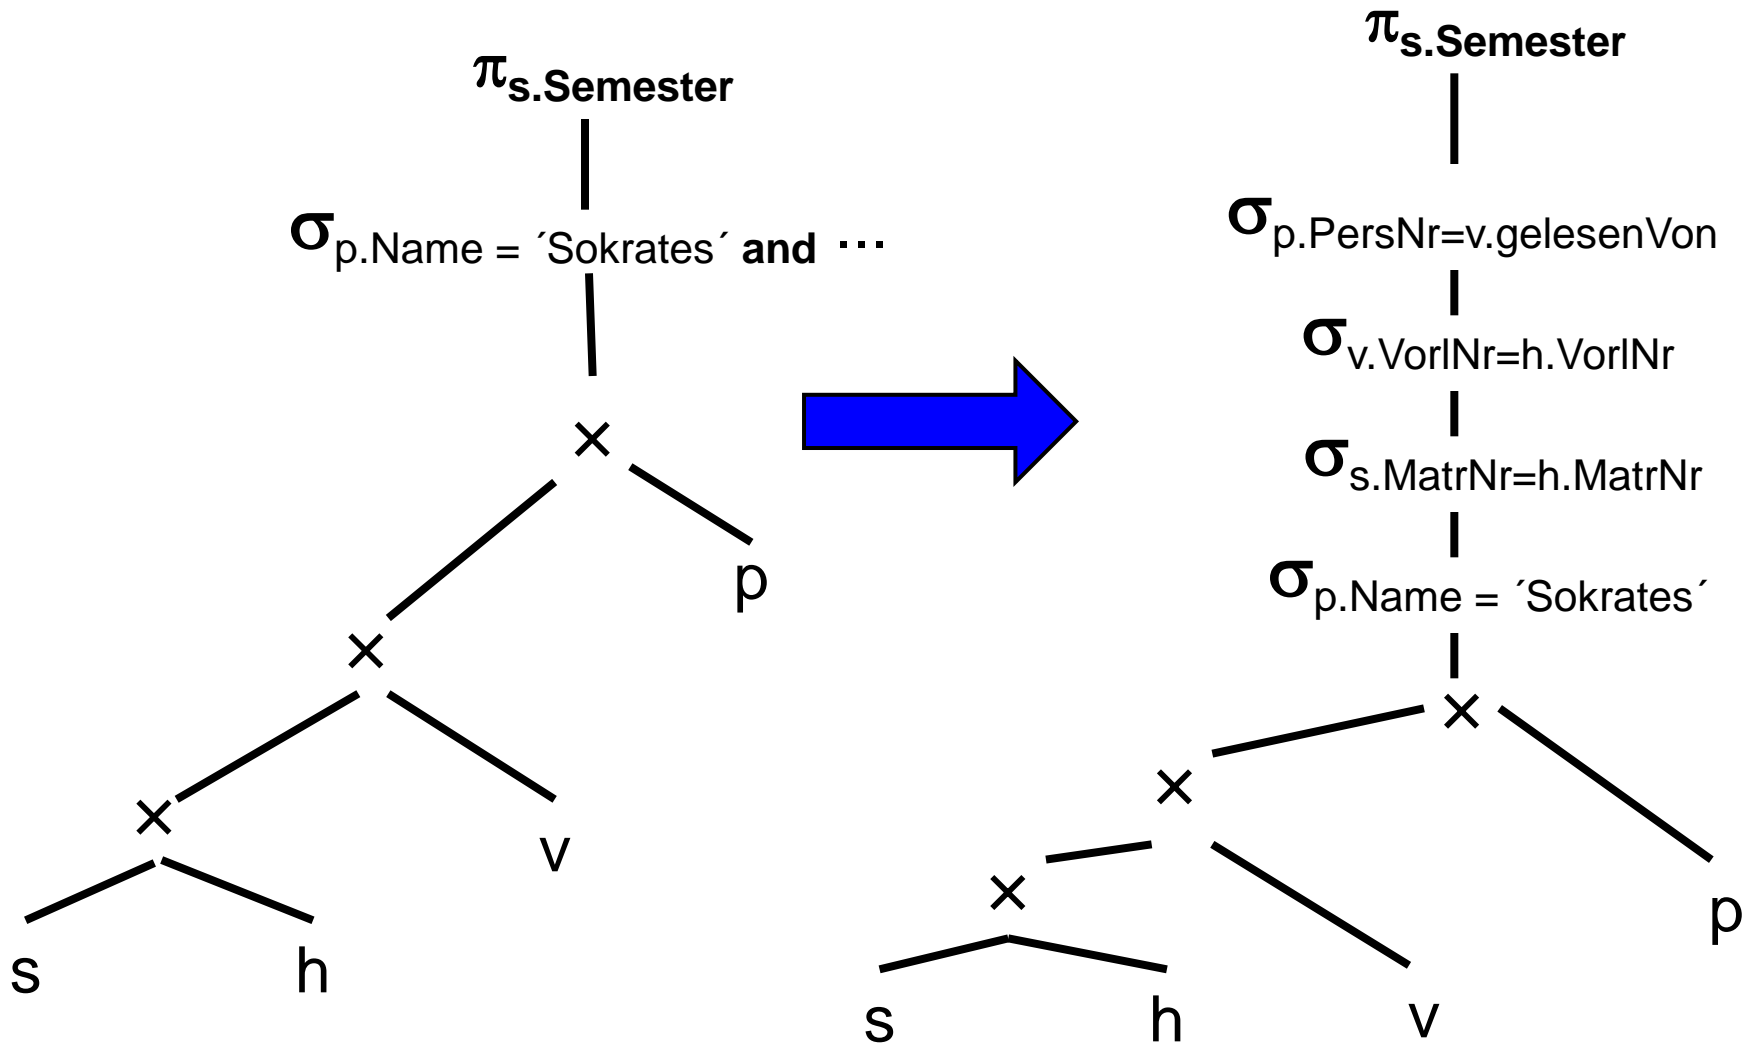 πs.Semester
σp.Name = ´Sokrates´ and ...
×
p
×
v
×
s h
πs.Semester
σp.PersNr=v.gelesenVon
σv.VorlNr=h.VorlNr
σs.MatrNr=h.MatrNr
σp.Name = ´Sokrates´
×
×
p
×
s h v